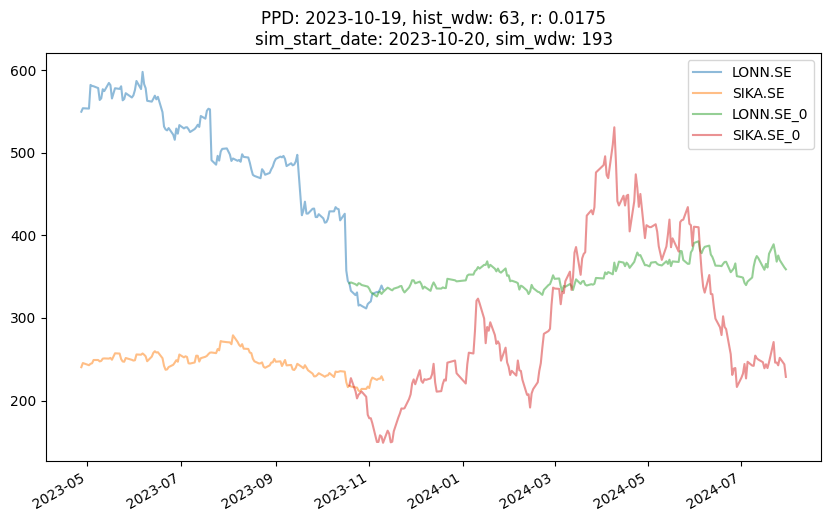 PPD: 2023-10-19, hist_wdw: 63, r: 0.0175
sim_start_date: 2023-10-20, sim_wdw: 193
LONN.SE
SIKA.SE
LONN.SE_0
SIKA.SE_0
600
500
400
300
200
2023-05
2023-07
2023-09
2023-11
2024-01
2024-03
2024-05
2024-07